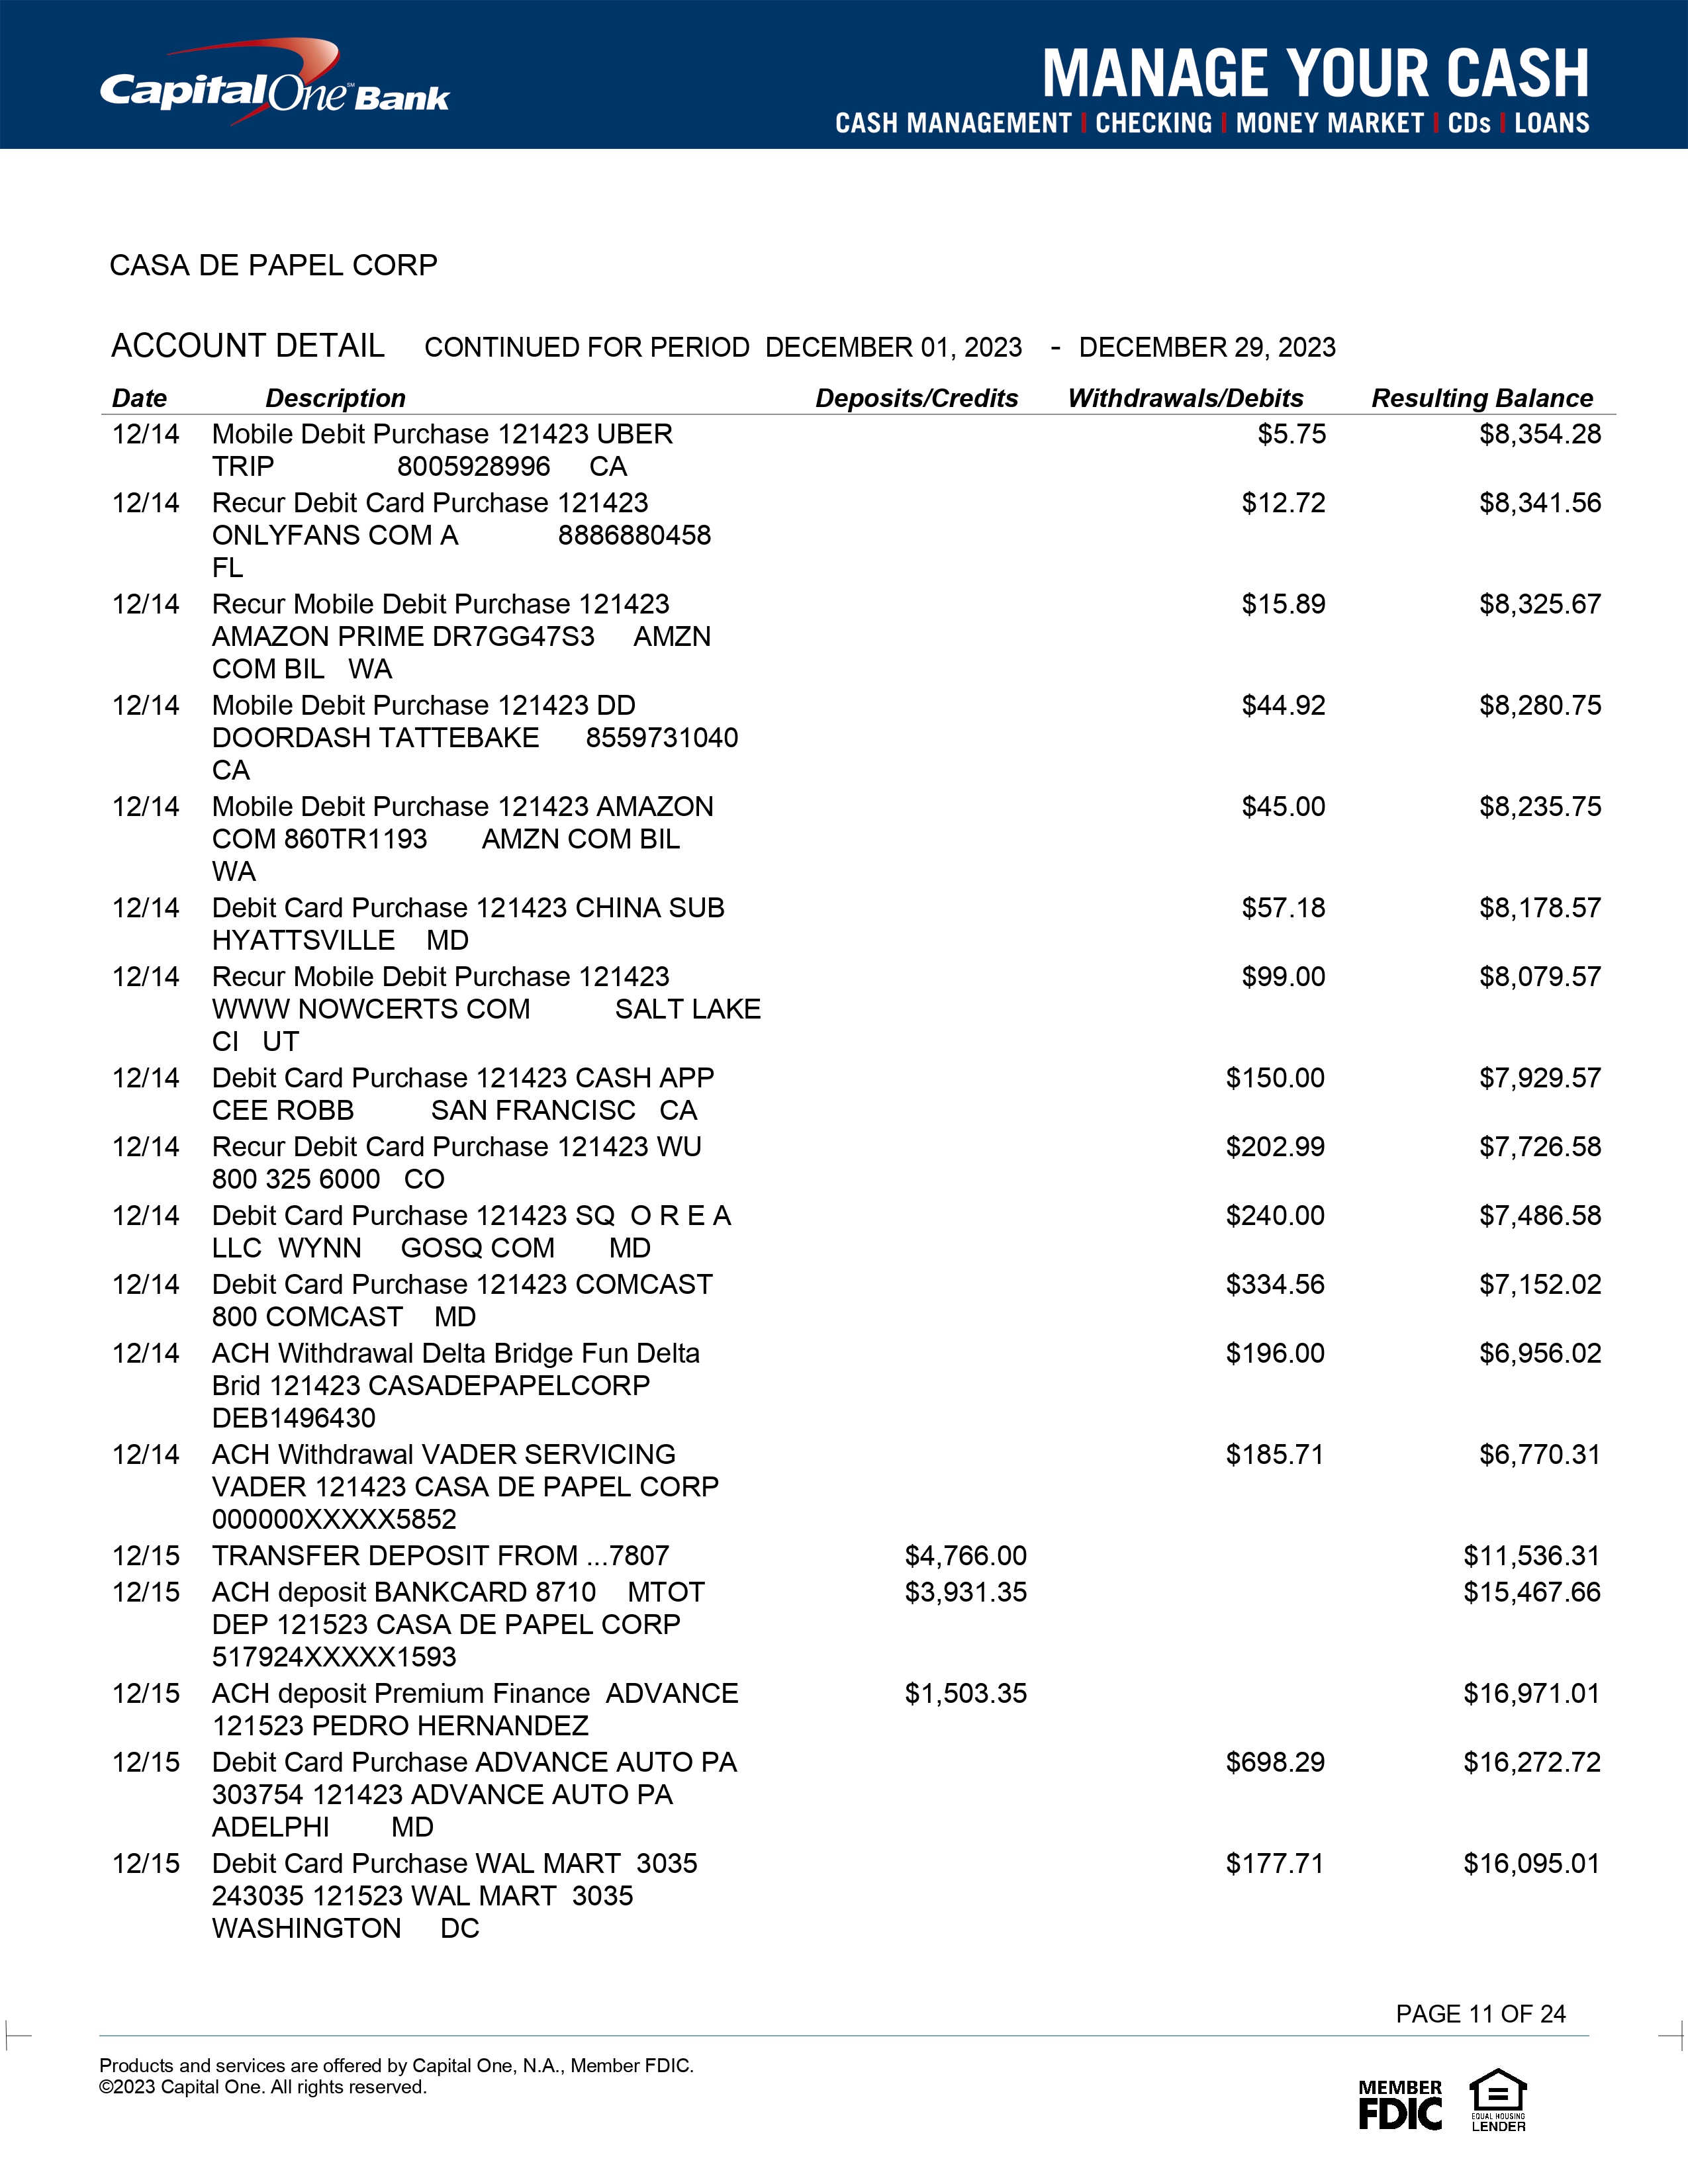 CapitalOne Bank
MANAGE YOUR CASH
CASH MANAGEMENT | CHECKING | MONEY MARKET | CDs | LOANS
CASA DE PAPEL CORP
ACCOUNT DETAIL CONTINUED FOR PERIOD DECEMBER 01, 2023 - DECEMBER 29, 2023
Date Description Deposits/Credits Withdrawals/Debits Resulting Balance
12/14 Mobile Debit Purchase 121423 UBER $5.75 $8,354.28
TRIP 8005928996 CA
12/14 Recur Debit Card Purchase 121423 $12.72 $8,341.56
ONLYFANS COM A 8886880458
FL
12/14 Recur Mobile Debit Purchase 121423 $15.89 $8,325.67
AMAZON PRIME DR7GG47S3 AMZN
COM BIL WA
12/14 Mobile Debit Purchase 121423 DD $44.92 $8,280.75
DOORDASH TATTEBAKE 8559731040
CA
12/14 Mobile Debit Purchase 121423 AMAZON $45.00 $8,235.75
COM 860TR1193 AMZN COM BIL
WA
12/14 Debit Card Purchase 121423 CHINA SUB $57.18 $8,178.57
HYATTSVILLE MD
12/14 Recur Mobile Debit Purchase 121423 $99.00 $8,079.57
WWW NOWCERTS COM SALT LAKE
CI UT
12/14 Debit Card Purchase 121423 CASH APP $150.00 $7,929.57
CEE ROBB SAN FRANCISC CA
12/14 Recur Debit Card Purchase 121423 WU $202.99 $7,726.58
800 325 6000 CO
12/14 Debit Card Purchase 121423 SQ O R E A $240.00 $7,486.58
LLC WYNN GOSQ COM MD
12/14 Debit Card Purchase 121423 COMCAST $334.56 $7,152.02
800 COMCAST MD
12/14 ACH Withdrawal Delta Bridge Fun Delta $196.00 $6,956.02
Brid 121423 CASADEPAPELCORP
DEB1496430
12/14 ACH Withdrawal VADER SERVICING $185.71 $6,770.31
VADER 121423 CASA DE PAPEL CORP
000000XXXXX5852
12/15 TRANSFER DEPOSIT FROM ...7807 $4,766.00 $11,536.31
12/15 ACH deposit BANKCARD 8710 MTOT $3,931.35 $15,467.66
DEP 121523 CASA DE PAPEL CORP
517924XXXXX1593
12/15 ACH deposit Premium Finance ADVANCE $1,503.35 $16,971.01
121523 PEDRO HERNANDEZ
12/15 Debit Card Purchase ADVANCE AUTO PA $698.29 $16,272.72
303754 121423 ADVANCE AUTO PA
ADELPHI MD
12/15 Debit Card Purchase WAL MART 3035 $177.71 $16,095.01
243035 121523 WAL MART 3035
WASHINGTON DC
PAGE 11 OF 24
Products and services are offered by Capital One, N.A., Member FDIC.
©2023 Capital One. All rights reserved.
MEMBER
FDIC
EQUAL HOUSING
LENDER